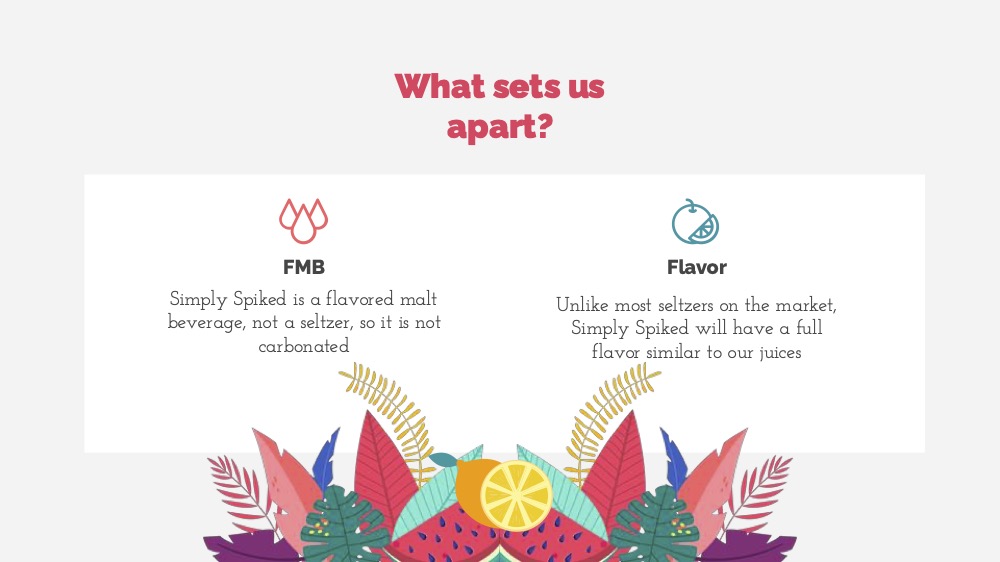 What sets us
apart?
FMB
Simply Spiked is a flavored malt
beverage, not a seltzer, so it is not
carbonated
Flavor
Unlike most seltzers on the market,
Simply Spiked will have a full
flavor similar to our juices